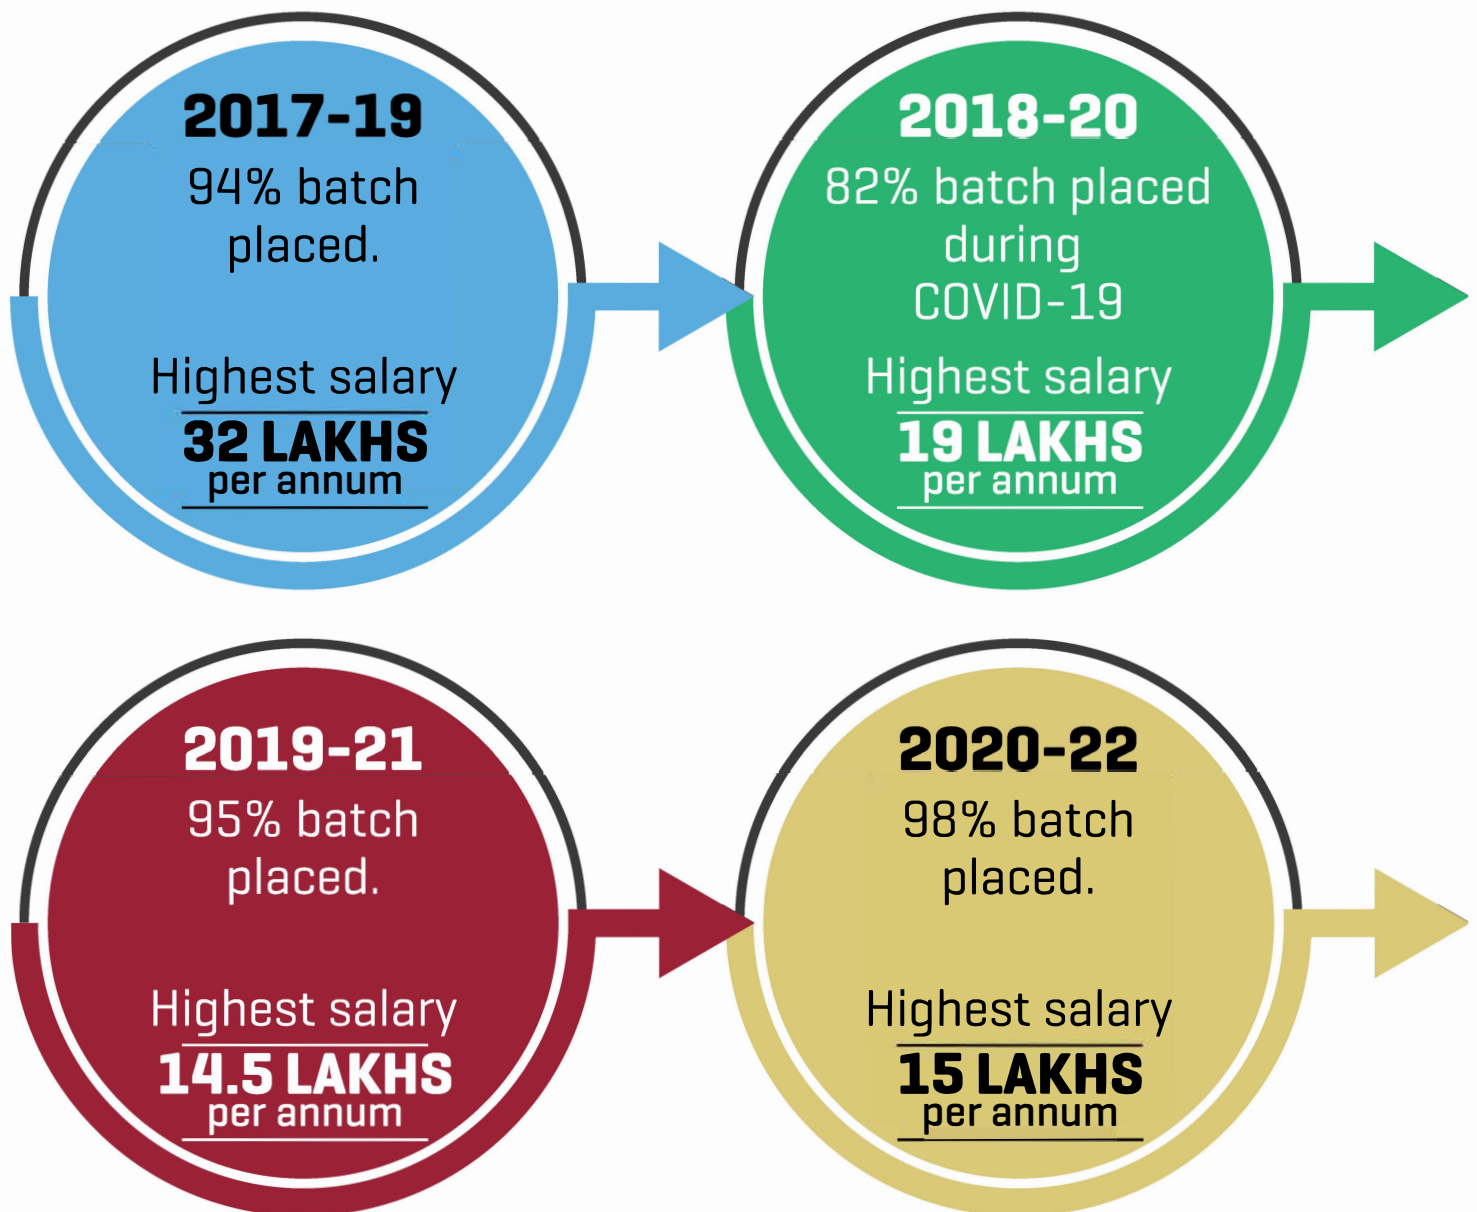 2017-19
94% batch
placed.
Highest salary
32 LAKHS
per annum
2018-20
82% batch placed
during
COVID-19
Highest salary
19 LAKHS
per annum
2019-21
95% batch
placed.
Highest salary
14.5 LAKHS
per annum
2020-22
98% batch
placed.
Highest salary
15 LAKHS
per annum